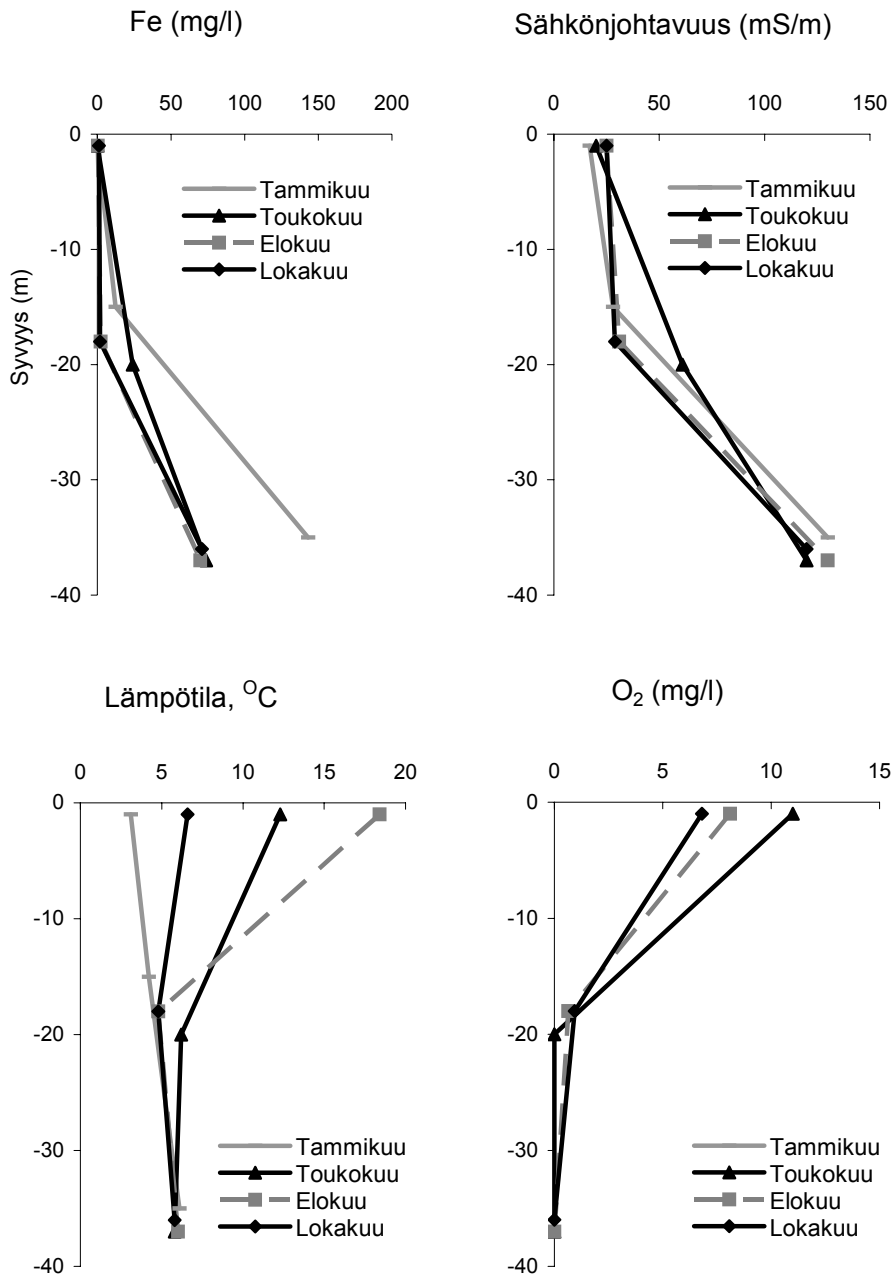 Fe (mg/l)
Sähkönjohtavuus (mS/m)
0 50 100 150 200
0 50 100 150
0
-10
-20
-30
-40
Syvyys (m)
Tammikuu
Toukokuu
Elokuu
Lokakuu
0
-10
-20
-30
-40
Tammikuu
Toukokuu
Elokuu
Lokakuu
Lämpötila, °C
O₂ (mg/l)
0 5 10 15 20
0 5 10 15
0
-10
-20
-30
-40
Tammikuu
Toukokuu
Elokuu
Lokakuu
0
-10
-20
-30
-40
Tammikuu
Toukokuu
Elokuu
Lokakuu